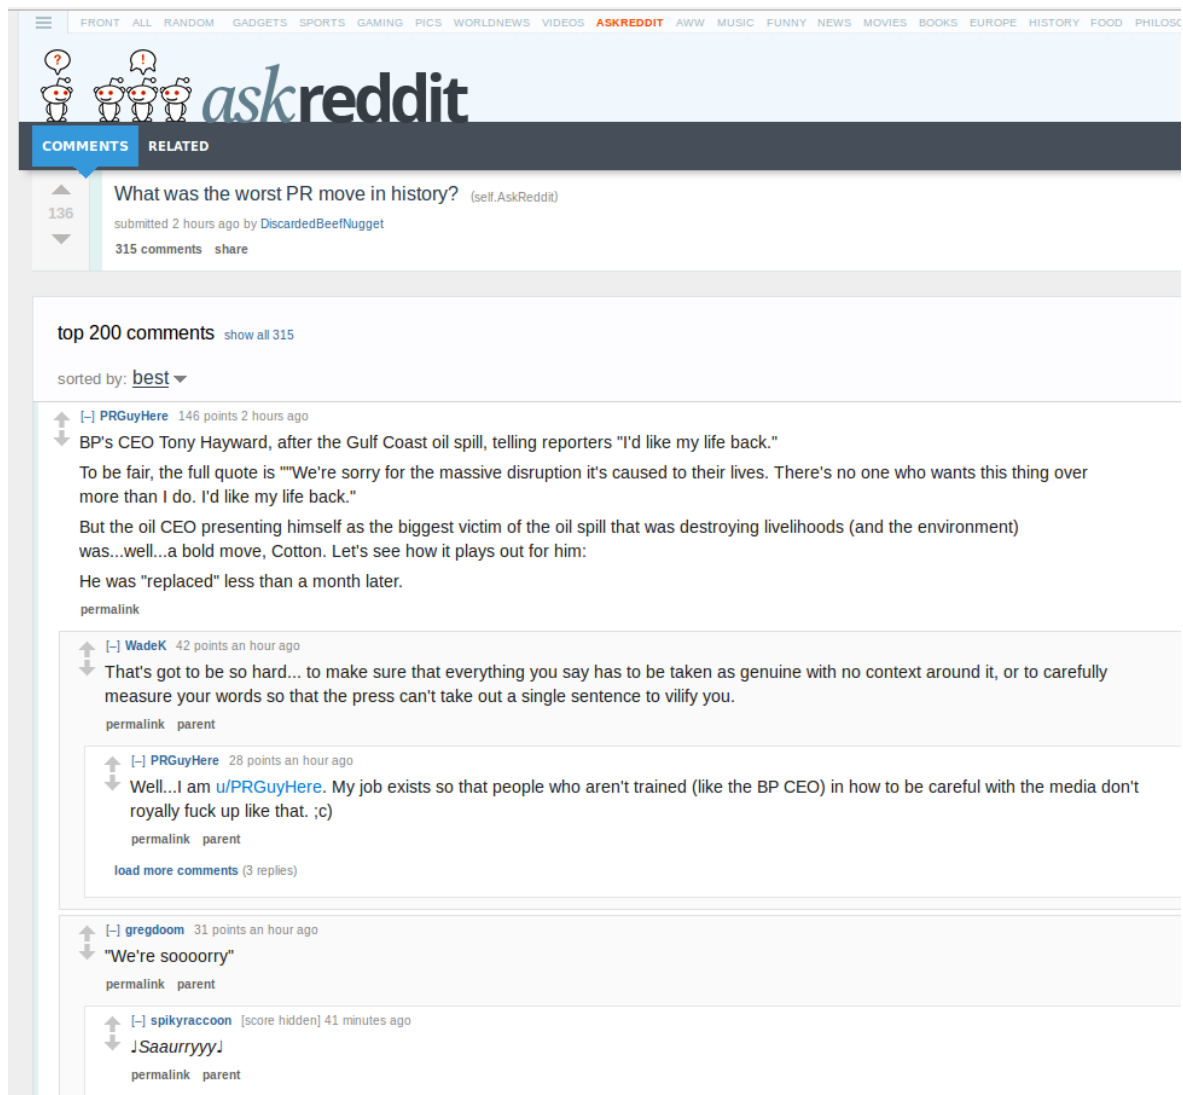 FRONT ALL RANDOM GADGETS SPORTS GAMING PICS WORLDNEWS VIDEOS ASKREDDIT AWW MUSIC FUNNY NEWS MOVIES BOOKS EUROPE HISTORY FOOD PHILOSO
? !
askreddit
COMMENTS RELATED
What was the worst PR move in history? (self.AskReddit)
136
submitted 2 hours ago by DiscardedBeefNugget
315 comments share
top 200 comments show all 315
sorted by: best
[–] PRGuyHere 146 points 2 hours ago
BP's CEO Tony Hayward, after the Gulf Coast oil spill, telling reporters "I'd like my life back."
To be fair, the full quote is ""We're sorry for the massive disruption it's caused to their lives. There's no one who wants this thing over
more than I do. I'd like my life back."
But the oil CEO presenting himself as the biggest victim of the oil spill that was destroying livelihoods (and the environment)
was...well...a bold move, Cotton. Let's see how it plays out for him:
He was "replaced" less than a month later.
permalink
[–] WadeK 42 points an hour ago
That's got to be so hard... to make sure that everything you say has to be taken as genuine with no context around it, or to carefully
measure your words so that the press can't take out a single sentence to vilify you.
permalink parent
[–] PRGuyHere 28 points an hour ago
Well...I am u/PRGuyHere. My job exists so that people who aren't trained (like the BP CEO) in how to be careful with the media don't
royally fuck up like that. ;c)
permalink parent
load more comments (3 replies)
[–] gregdoom 31 points an hour ago
"We're soooorry"
permalink parent
[–] spikyraccoon [score hidden] 41 minutes ago
♩Saaurryyy♩
permalink parent